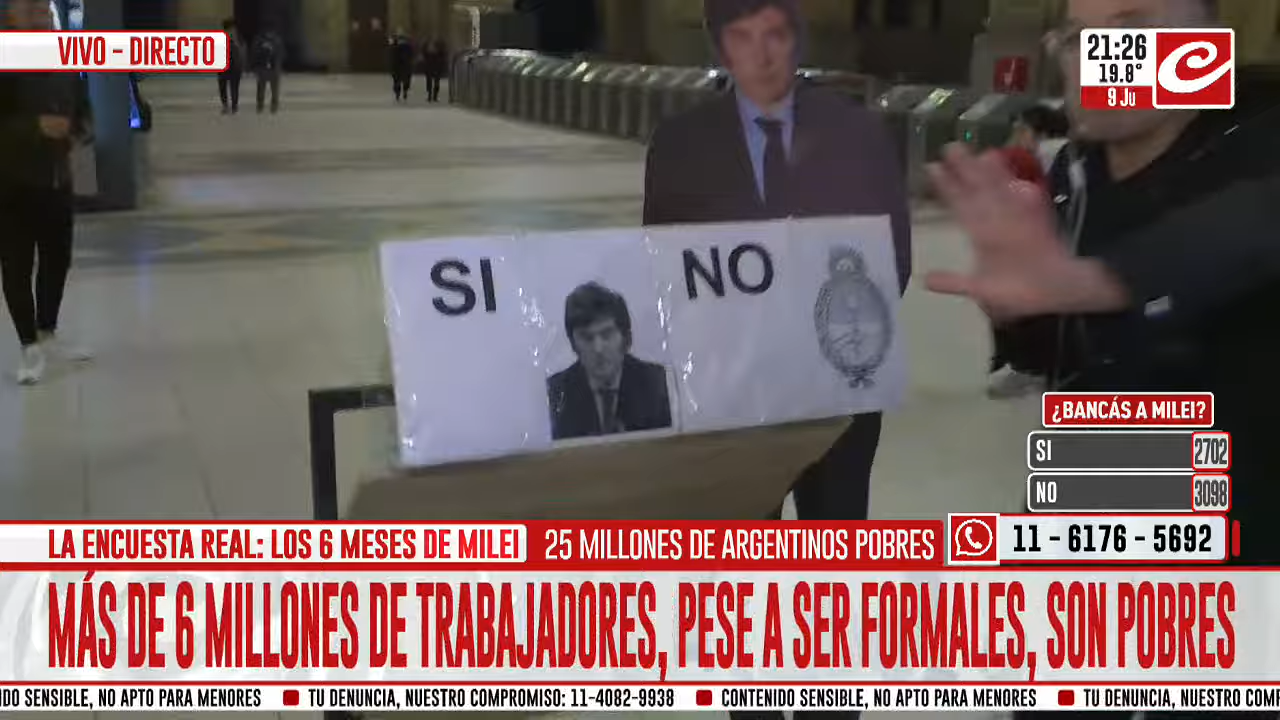 VIVO - DIRECTO
21:26
19.8°
9 Ju
SI
NO
¿BANCÁS A MILEI?
SI 2702
NO 3098
LA ENCUESTA REAL: LOS 6 MESES DE MILEI
25 MILLONES DE ARGENTINOS POBRES
11 - 6176 - 5692
MÁS DE 6 MILLONES DE TRABAJADORES, PESE A SER FORMALES, SON POBRES
SENSIBLE, NO APTO PARA MENORES TU DENUNCIA, NUESTRO COMPROMISO: 11-4082-9938 CONTENIDO SENSIBLE, NO APTO PARA MENORES TU DENUNCIA, NUESTRO